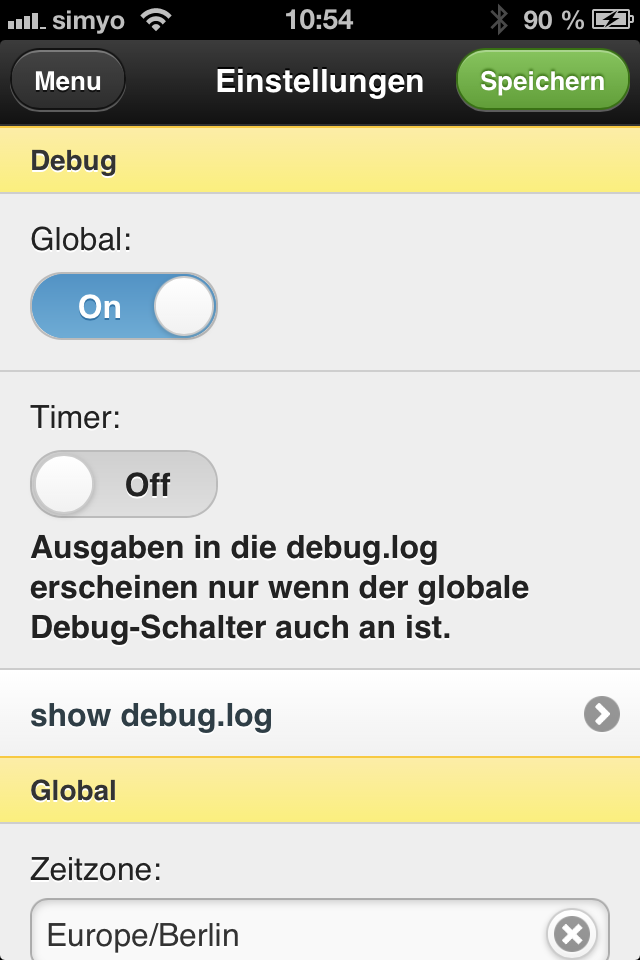 simyo 10:54 90 %
Menu Einstellungen Speichern
Debug
Global:
On
Timer:
Off
Ausgaben in die debug.log
erscheinen nur wenn der globale
Debug-Schalter auch an ist.
show debug.log
Global
Zeitzone:
Europe/Berlin